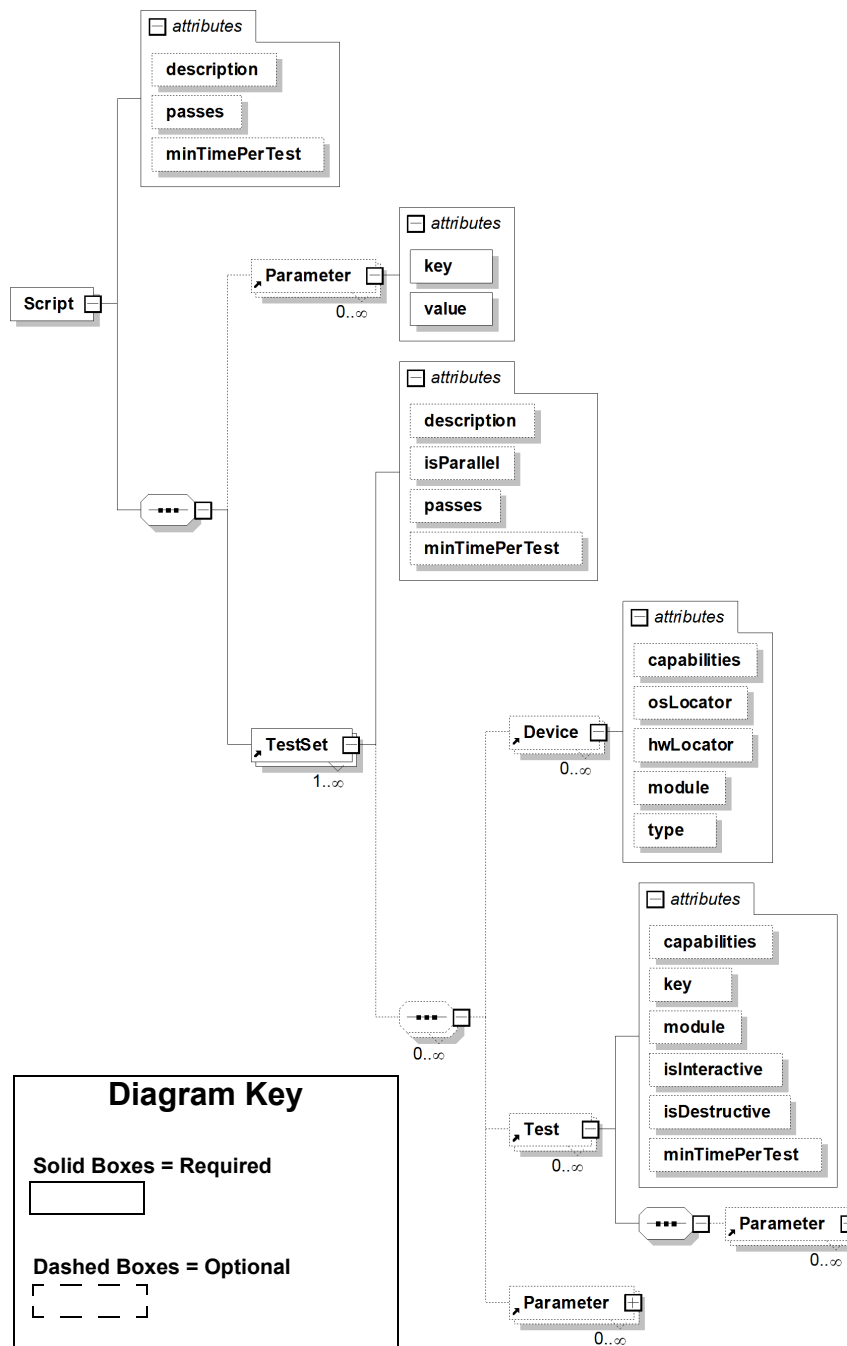 attributes
description
passes
minTimePerTest
Script
Parameter
0..∞
attributes
key
value
TestSet
1..∞
attributes
description
isParallel
passes
minTimePerTest
0..∞
Device
0..∞
attributes
capabilities
osLocator
hwLocator
module
type
Test
0..∞
attributes
capabilities
key
module
isInteractive
isDestructive
minTimePerTest
Parameter
0..∞
Parameter
0..∞
Diagram Key
Solid Boxes = Required
Dashed Boxes = Optional